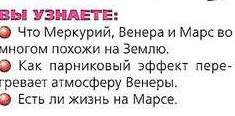 ВЫ УЗНАЕТЕ:
Что Меркурий, Венера и Марс во
многом похожи на Землю.
Как парниковый эффект пере-
гревает атмосферу Венеры.
Есть ли жизнь на Марсе.